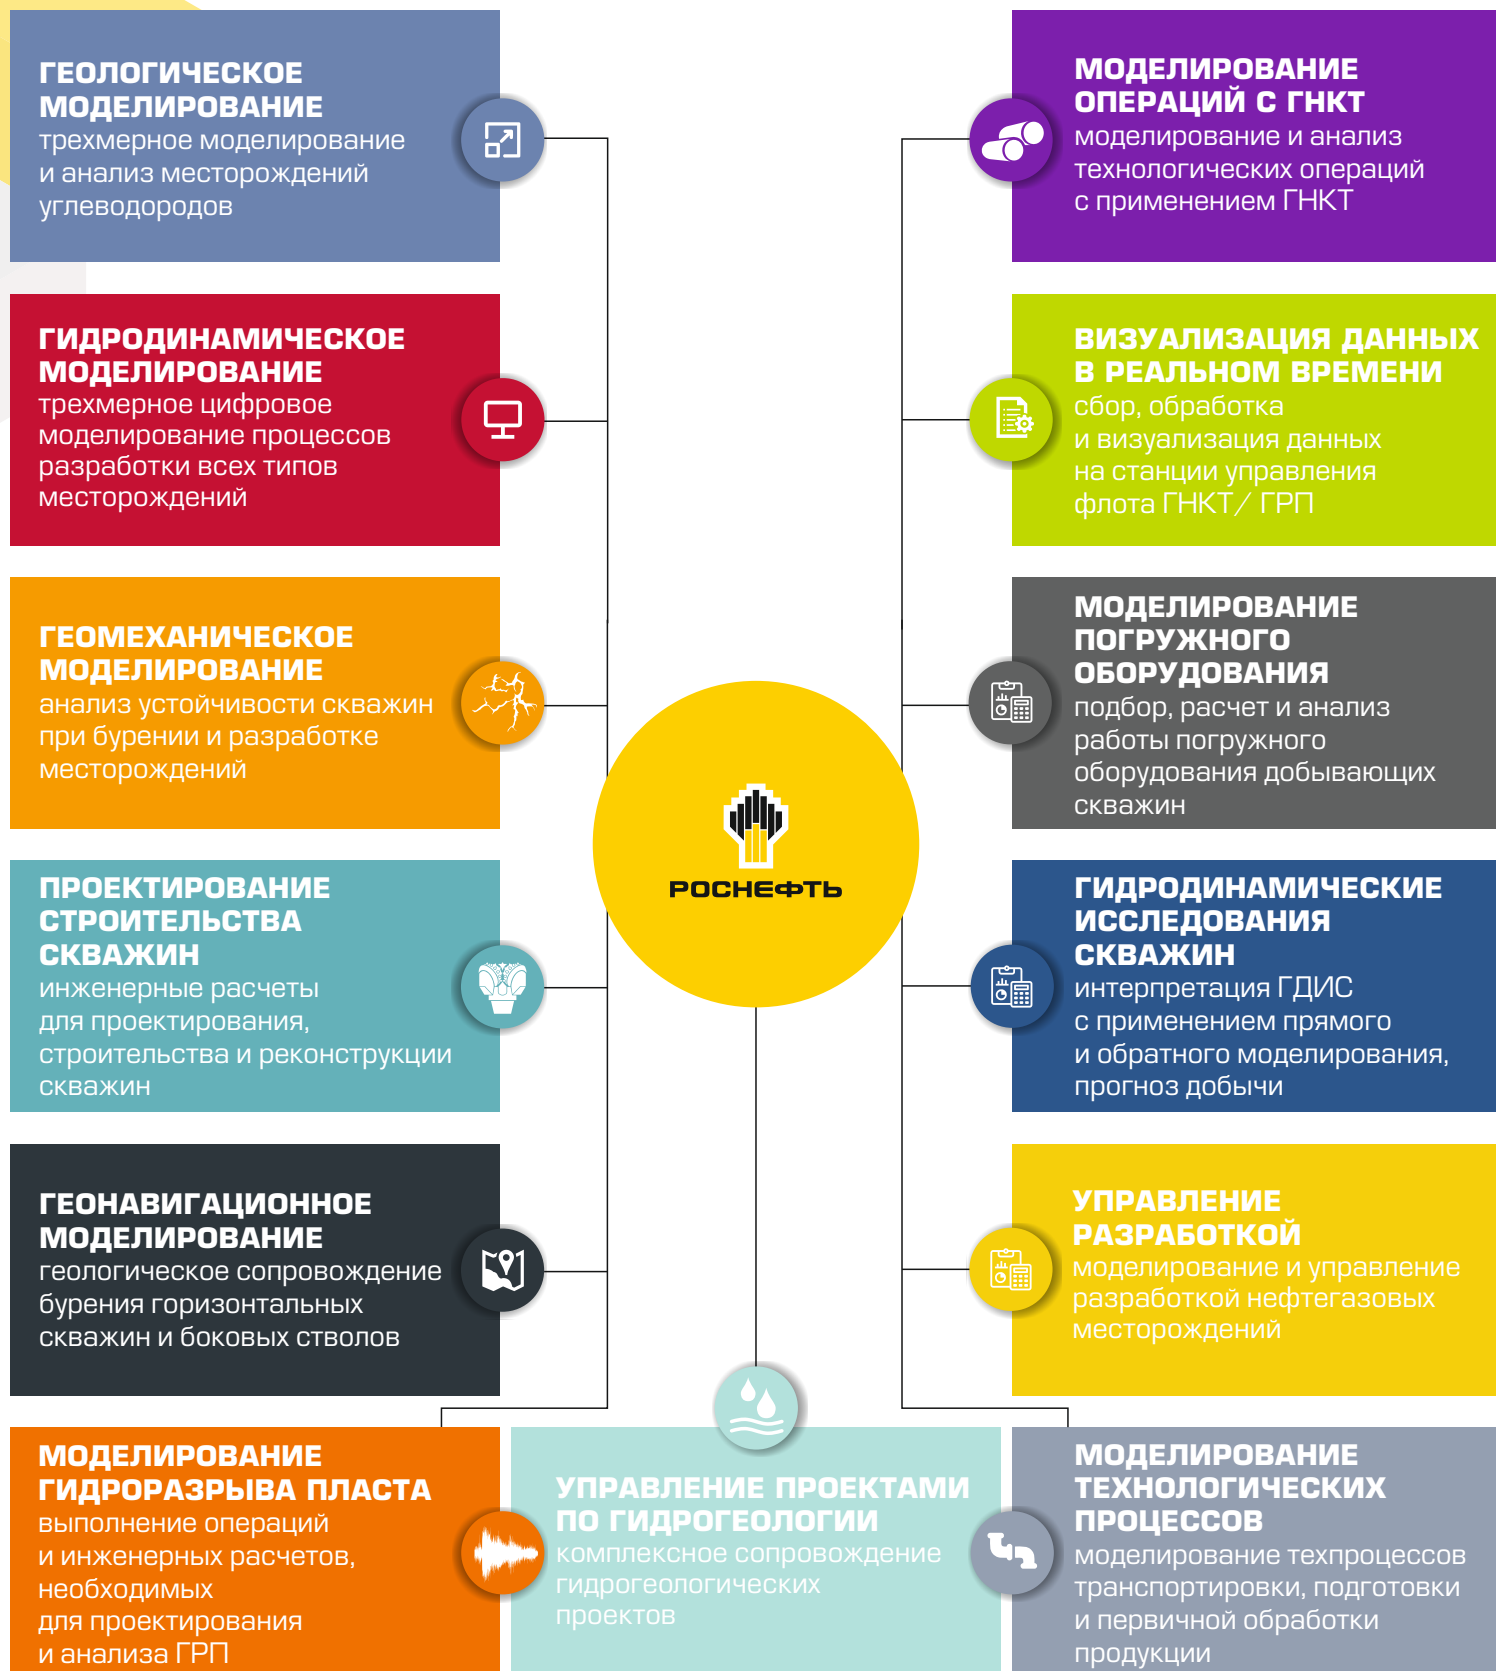 ГЕОЛОГИЧЕСКОЕ
МОДЕЛИРОВАНИЕ
трехмерное моделирование
и анализ месторождений
углеводородов
ГИДРОДИНАМИЧЕСКОЕ
МОДЕЛИРОВАНИЕ
трехмерное цифровое
моделирование процессов
разработки всех типов
месторождений
ГЕОМЕХАНИЧЕСКОЕ
МОДЕЛИРОВАНИЕ
анализ устойчивости скважин
при бурении и разработке
месторождений
ПРОЕКТИРОВАНИЕ
СТРОИТЕЛЬСТВА
СКВАЖИН
инженерные расчеты
для проектирования,
строительства и реконструкции
скважин
ГЕОНАВИГАЦИОННОЕ
МОДЕЛИРОВАНИЕ
геологическое сопровождение
бурения горизонтальных
скважин и боковых стволов
МОДЕЛИРОВАНИЕ
ГИДРОРАЗРЫВА ПЛАСТА
выполнение операций
и инженерных расчетов,
необходимых
для проектирования
и анализа ГРП
РОСНЕФТЬ
УПРАВЛЕНИЕ ПРОЕКТАМИ
ПО ГИДРОГЕОЛОГИИ
комплексное сопровождение
гидрогеологических
проектов
МОДЕЛИРОВАНИЕ
ОПЕРАЦИЙ С ГНКТ
моделирование и анализ
технологических операций
с применением ГНКТ
ВИЗУАЛИЗАЦИЯ ДАННЫХ
В РЕАЛЬНОМ ВРЕМЕНИ
сбор, обработка
и визуализация данных
на станции управления
флота ГНКТ/ ГРП
МОДЕЛИРОВАНИЕ
ПОГРУЖНОГО
ОБОРУДОВАНИЯ
подбор, расчет и анализ
работы погружного
оборудования добывающих
скважин
ГИДРОДИНАМИЧЕСКИЕ
ИССЛЕДОВАНИЯ
СКВАЖИН
интерпретация ГДИС
с применением прямого
и обратного моделирования,
прогноз добычи
УПРАВЛЕНИЕ
РАЗРАБОТКОЙ
моделирование и управление
разработкой нефтегазовых
месторождений
МОДЕЛИРОВАНИЕ
ТЕХНОЛОГИЧЕСКИХ
ПРОЦЕССОВ
моделирование техпроцессов
транспортировки, подготовки
и первичной обработки
продукции